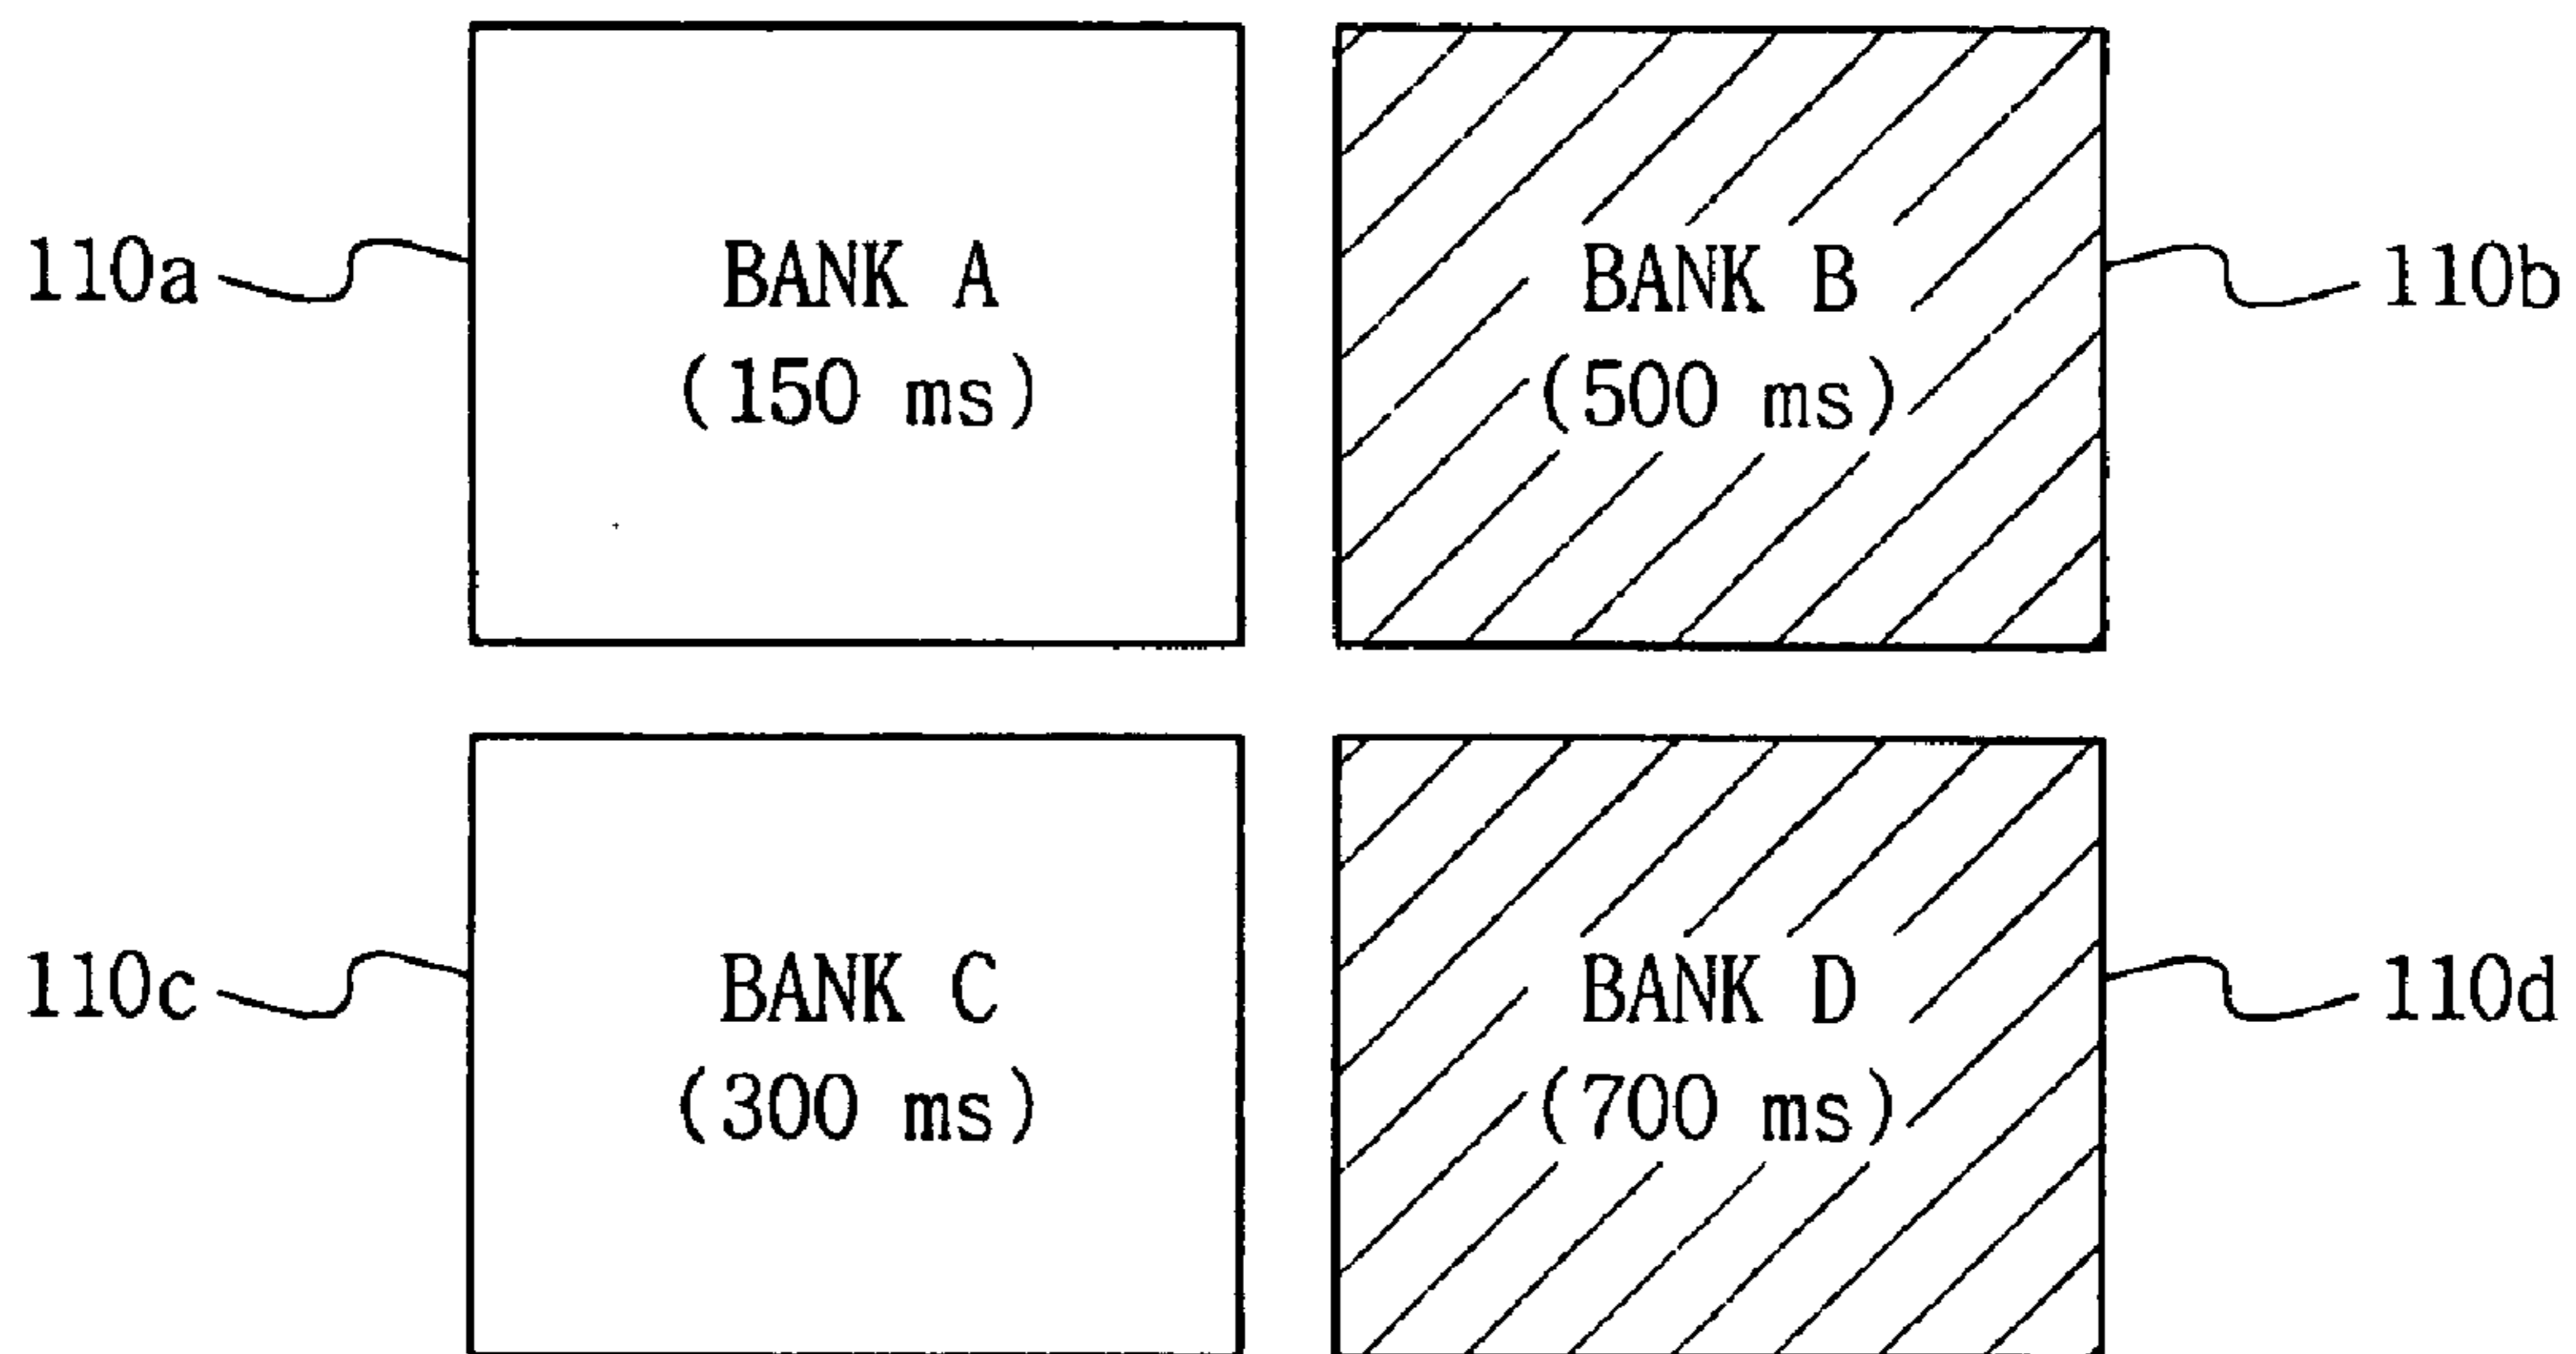 110a
BANK A
(150 ms)
BANK B
(500 ms)
110b
110c
BANK C
(300 ms)
BANK D
(700 ms)
110d